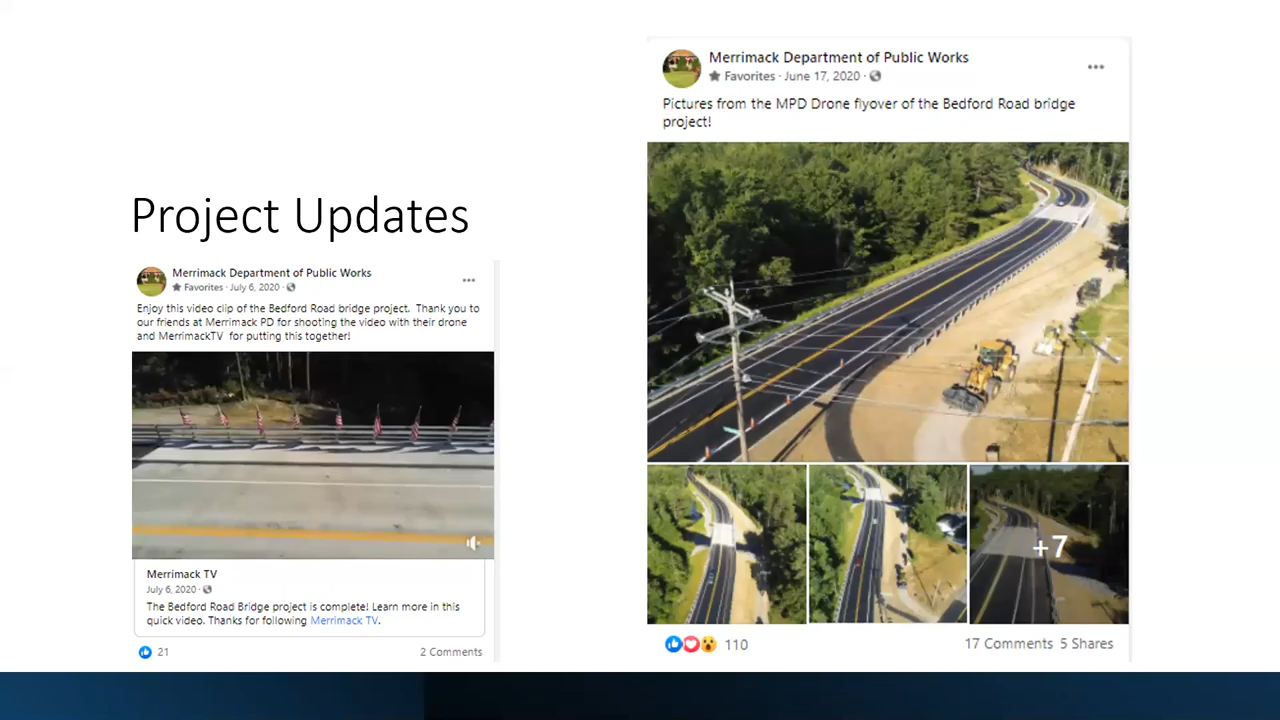 Project Updates
Merrimack Department of Public Works
Favorites · July 6, 2020 ·
Enjoy this video clip of the Bedford Road bridge project. Thank you to
our friends at Merrimack PD for shooting the video with their drone
and MerrimackTV for putting this together!
Merrimack TV
July 6, 2020 ·
The Bedford Road Bridge project is complete! Learn more in this
quick video. Thanks for following Merrimack TV.
21
2 Comments
Merrimack Department of Public Works
Favorites · June 17, 2020 ·
Pictures from the MPD Drone flyover of the Bedford Road bridge
project!
+7
110
17 Comments 5 Shares